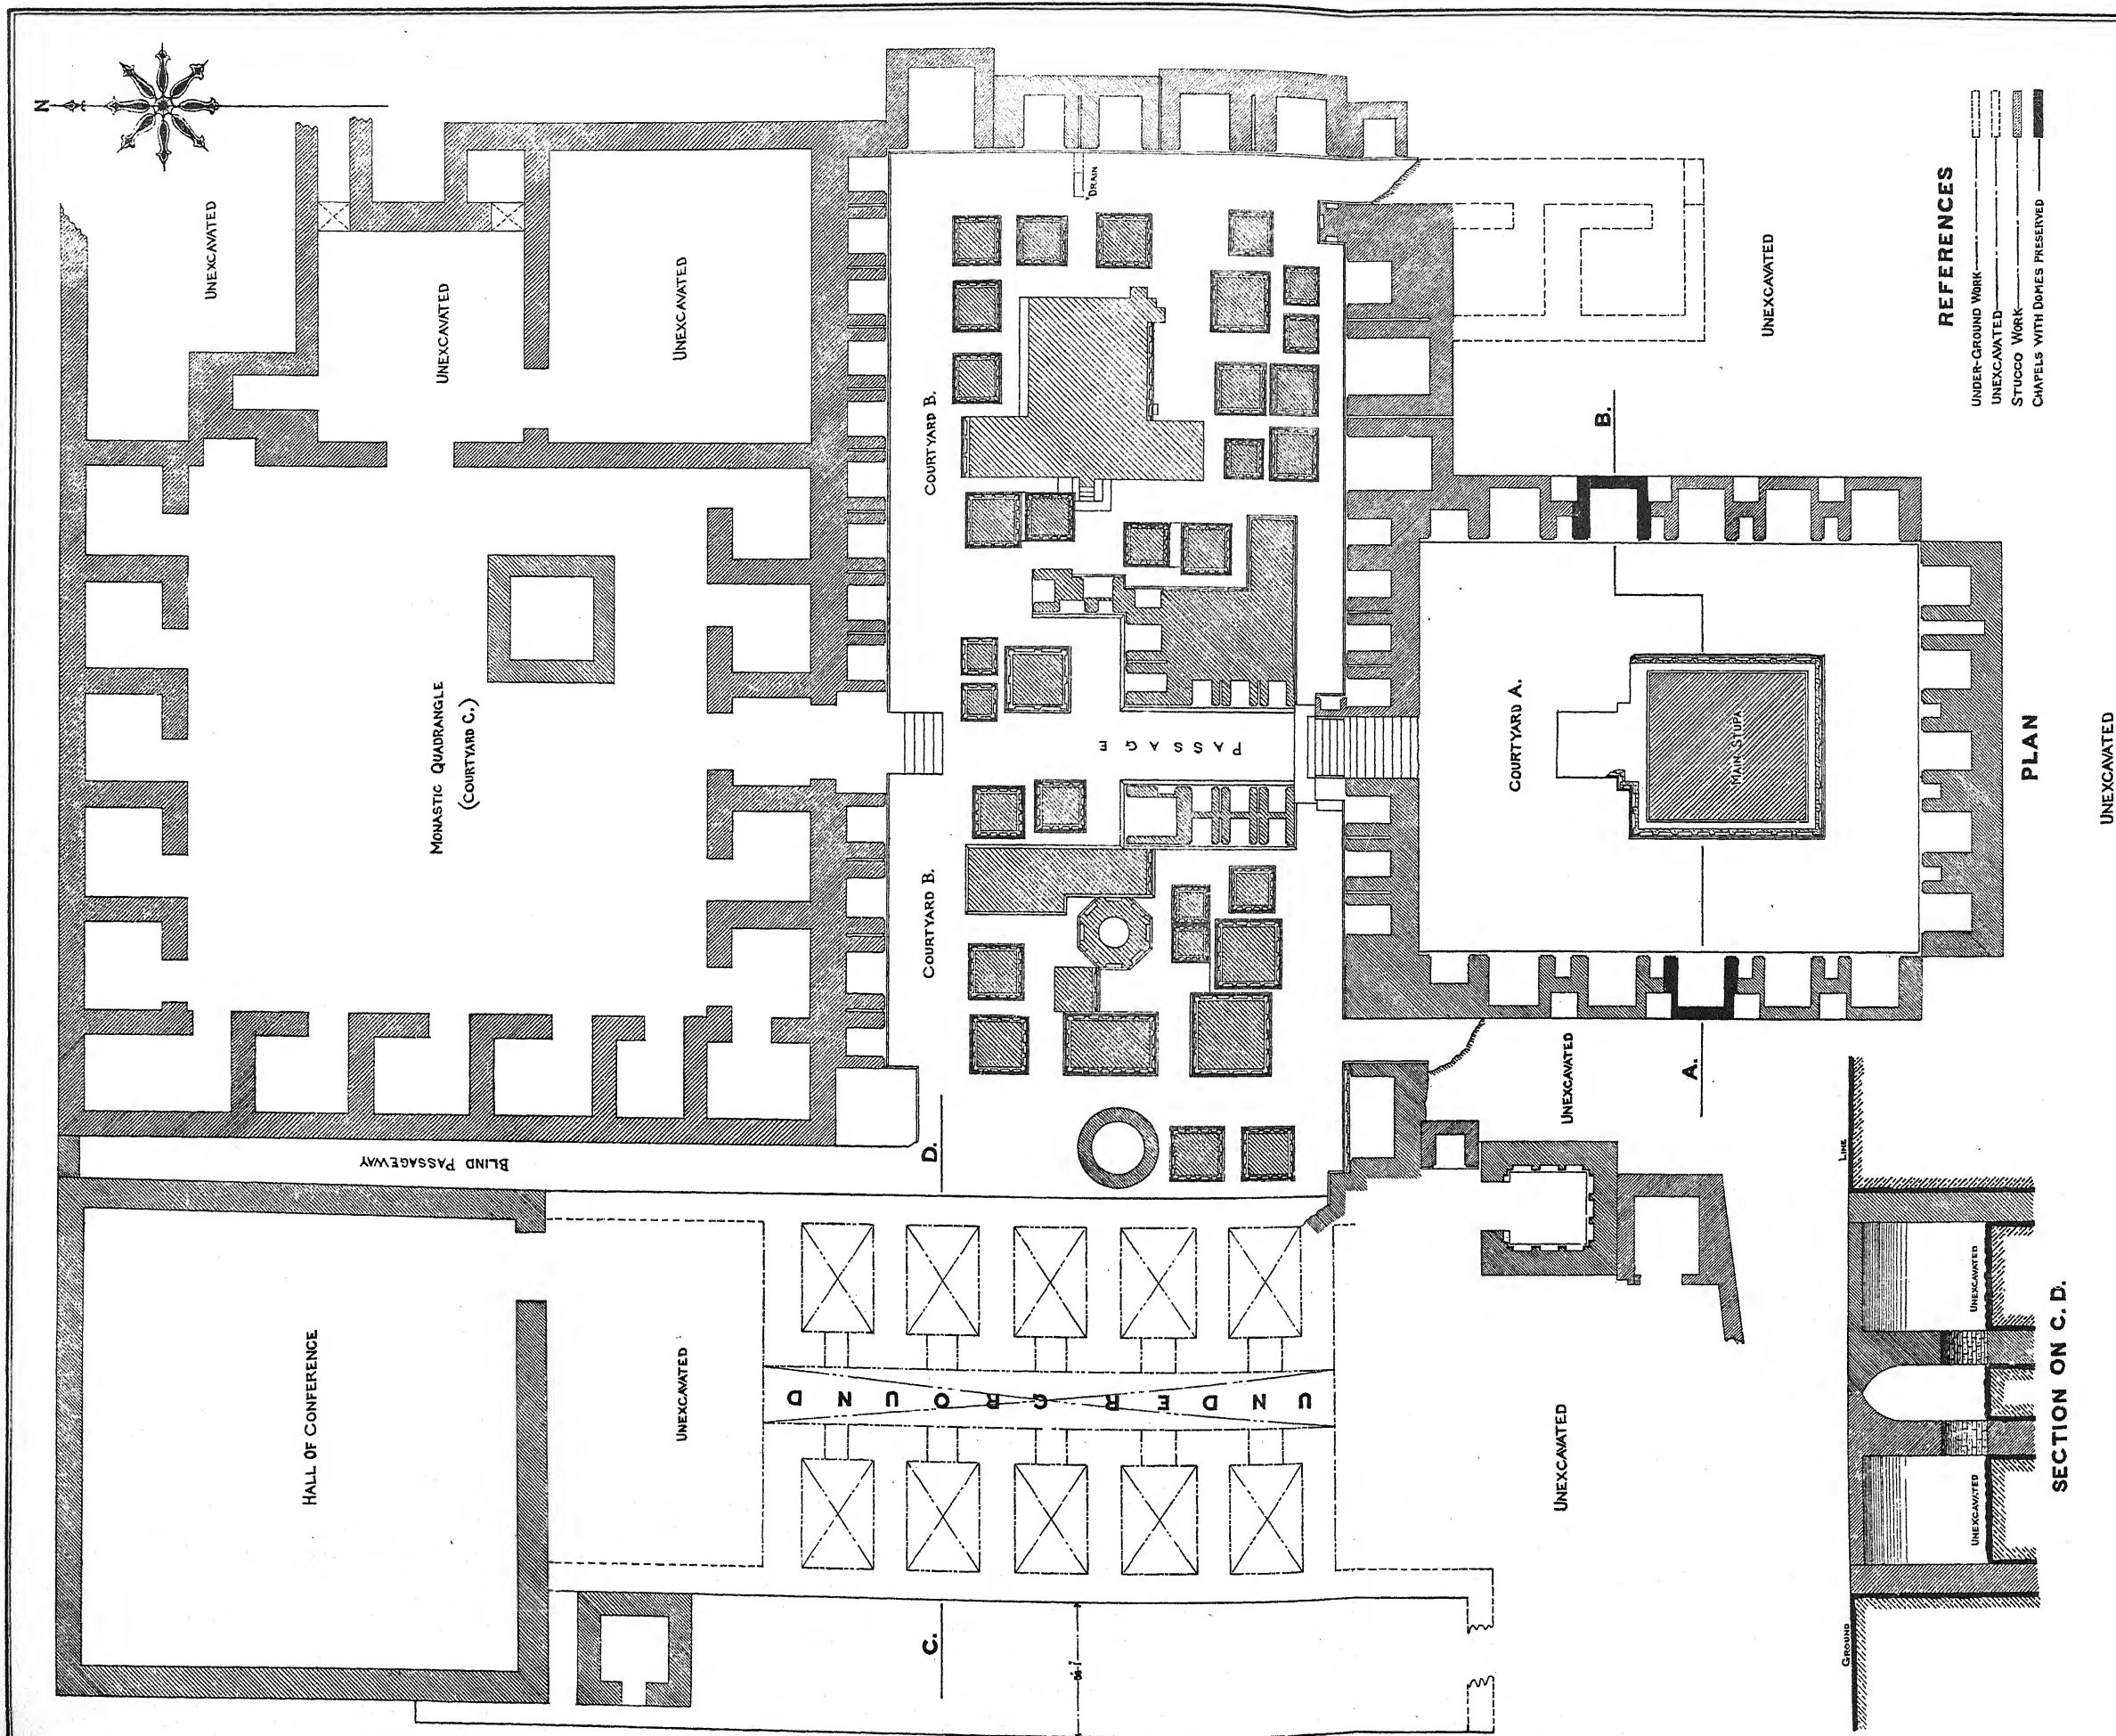 N
UNEXCAVATED
UNEXCAVATED
UNEXCAVATED
MONASTIC QUADRANGLE
(COURTYARD C.)
BLIND PASSAGEWAY
HALL OF CONFERENCE
UNEXCAVATED
COURTYARD B.
DRAIN
COURTYARD B.
PASSAGE
D.
UNDERGROUND
C.
COURTYARD A.
MAIN STUPA
B.
A.
UNEXCAVATED
UNEXCAVATED
UNEXCAVATED
UNEXCAVATED
PLAN
REFERENCES
UNDER-GROUND WORK
UNEXCAVATED
STUCCO WORK
CHAPELS WITH DOMES PRESERVED
GROUND
LINE
UNEXCAVATED
UNEXCAVATED
SECTION ON C. D.